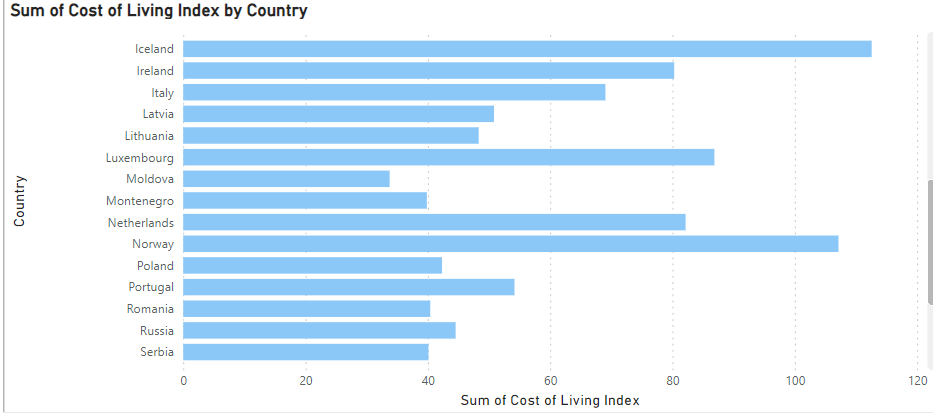 Sum of Cost of Living Index by Country
Country
Iceland
Ireland
Italy
Latvia
Lithuania
Luxembourg
Moldova
Montenegro
Netherlands
Norway
Poland
Portugal
Romania
Russia
Serbia
0 20 40 60 80 100 120
Sum of Cost of Living Index